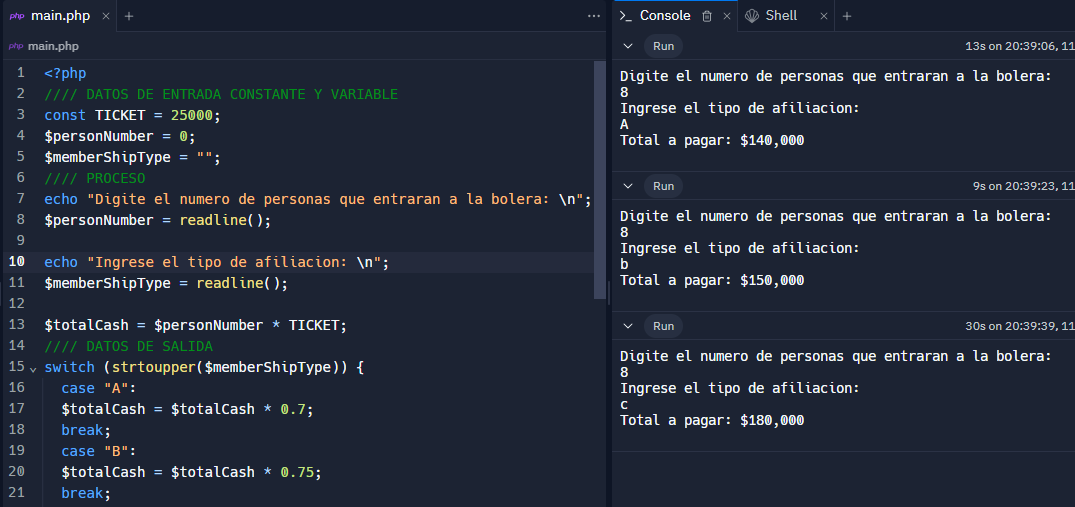 php main.php × +
···
php main.php
1 <?php
2 //// DATOS DE ENTRADA CONSTANTE Y VARIABLE
3 const TICKET = 25000;
4 $personNumber = 0;
5 $memberShipType = "";
6 //// PROCESO
7 echo "Digite el numero de personas que entraran a la bolera: \n";
8 $personNumber = readline();
9
10 echo "Ingrese el tipo de afiliacion: \n";
11 $memberShipType = readline();
12
13 $totalCash = $personNumber * TICKET;
14 //// DATOS DE SALIDA
15 switch (strtoupper($memberShipType)) {
16 case "A":
17 $totalCash = $totalCash * 0.7;
18 break;
19 case "B":
20 $totalCash = $totalCash * 0.75;
21 break;
>_ Console × Shell × +
Run 13s on 20:39:06, 11
Digite el numero de personas que entraran a la bolera:
8
Ingrese el tipo de afiliacion:
A
Total a pagar: $140,000
Run 9s on 20:39:23, 11
Digite el numero de personas que entraran a la bolera:
8
Ingrese el tipo de afiliacion:
b
Total a pagar: $150,000
Run 30s on 20:39:39, 11
Digite el numero de personas que entraran a la bolera:
8
Ingrese el tipo de afiliacion:
c
Total a pagar: $180,000